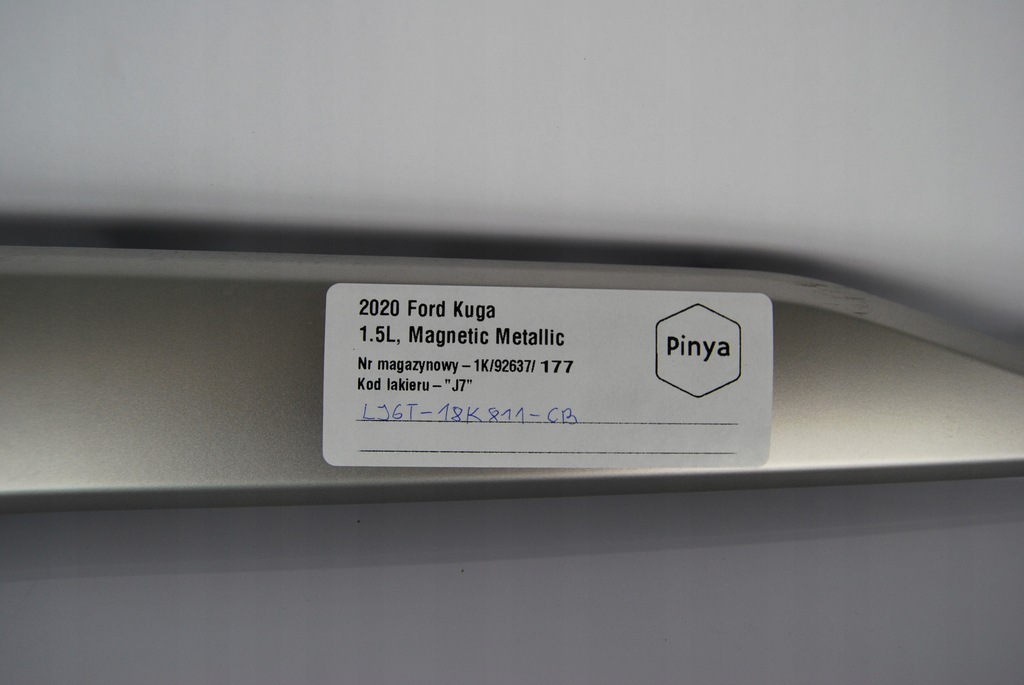 2020 Ford Kuga
1.5L, Magnetic Metallic
Nr magazynowy – 1K/92637/ 177
Kod lakieru – "J7"
LJ6T-18K811-CB
Pinya